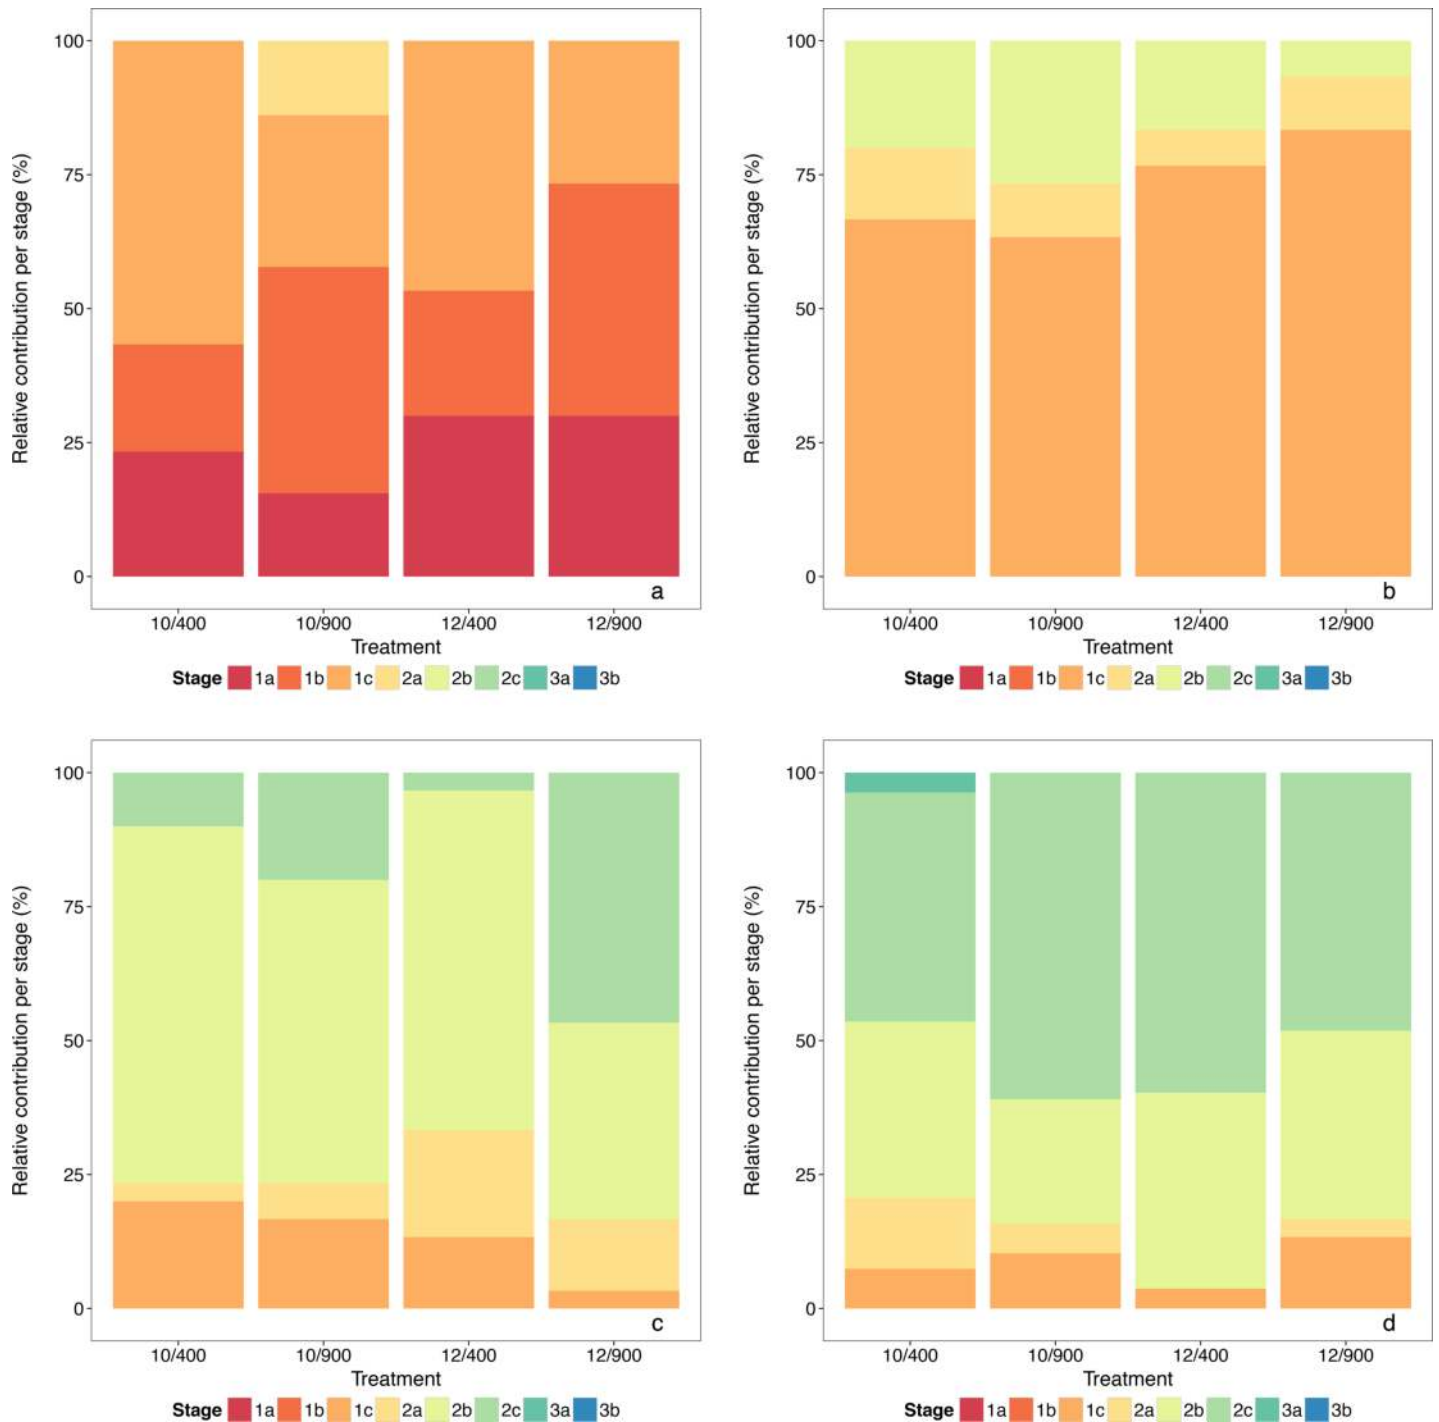 Relative contribution per stage (%)
100
75
50
25
0
a
10/400 10/900 12/400 12/900
Treatment
Stage 1a 1b 1c 2a 2b 2c 3a 3b
Relative contribution per stage (%)
100
75
50
25
0
b
10/400 10/900 12/400 12/900
Treatment
Stage 1a 1b 1c 2a 2b 2c 3a 3b
Relative contribution per stage (%)
100
75
50
25
0
c
10/400 10/900 12/400 12/900
Treatment
Stage 1a 1b 1c 2a 2b 2c 3a 3b
Relative contribution per stage (%)
100
75
50
25
0
d
10/400 10/900 12/400 12/900
Treatment
Stage 1a 1b 1c 2a 2b 2c 3a 3b